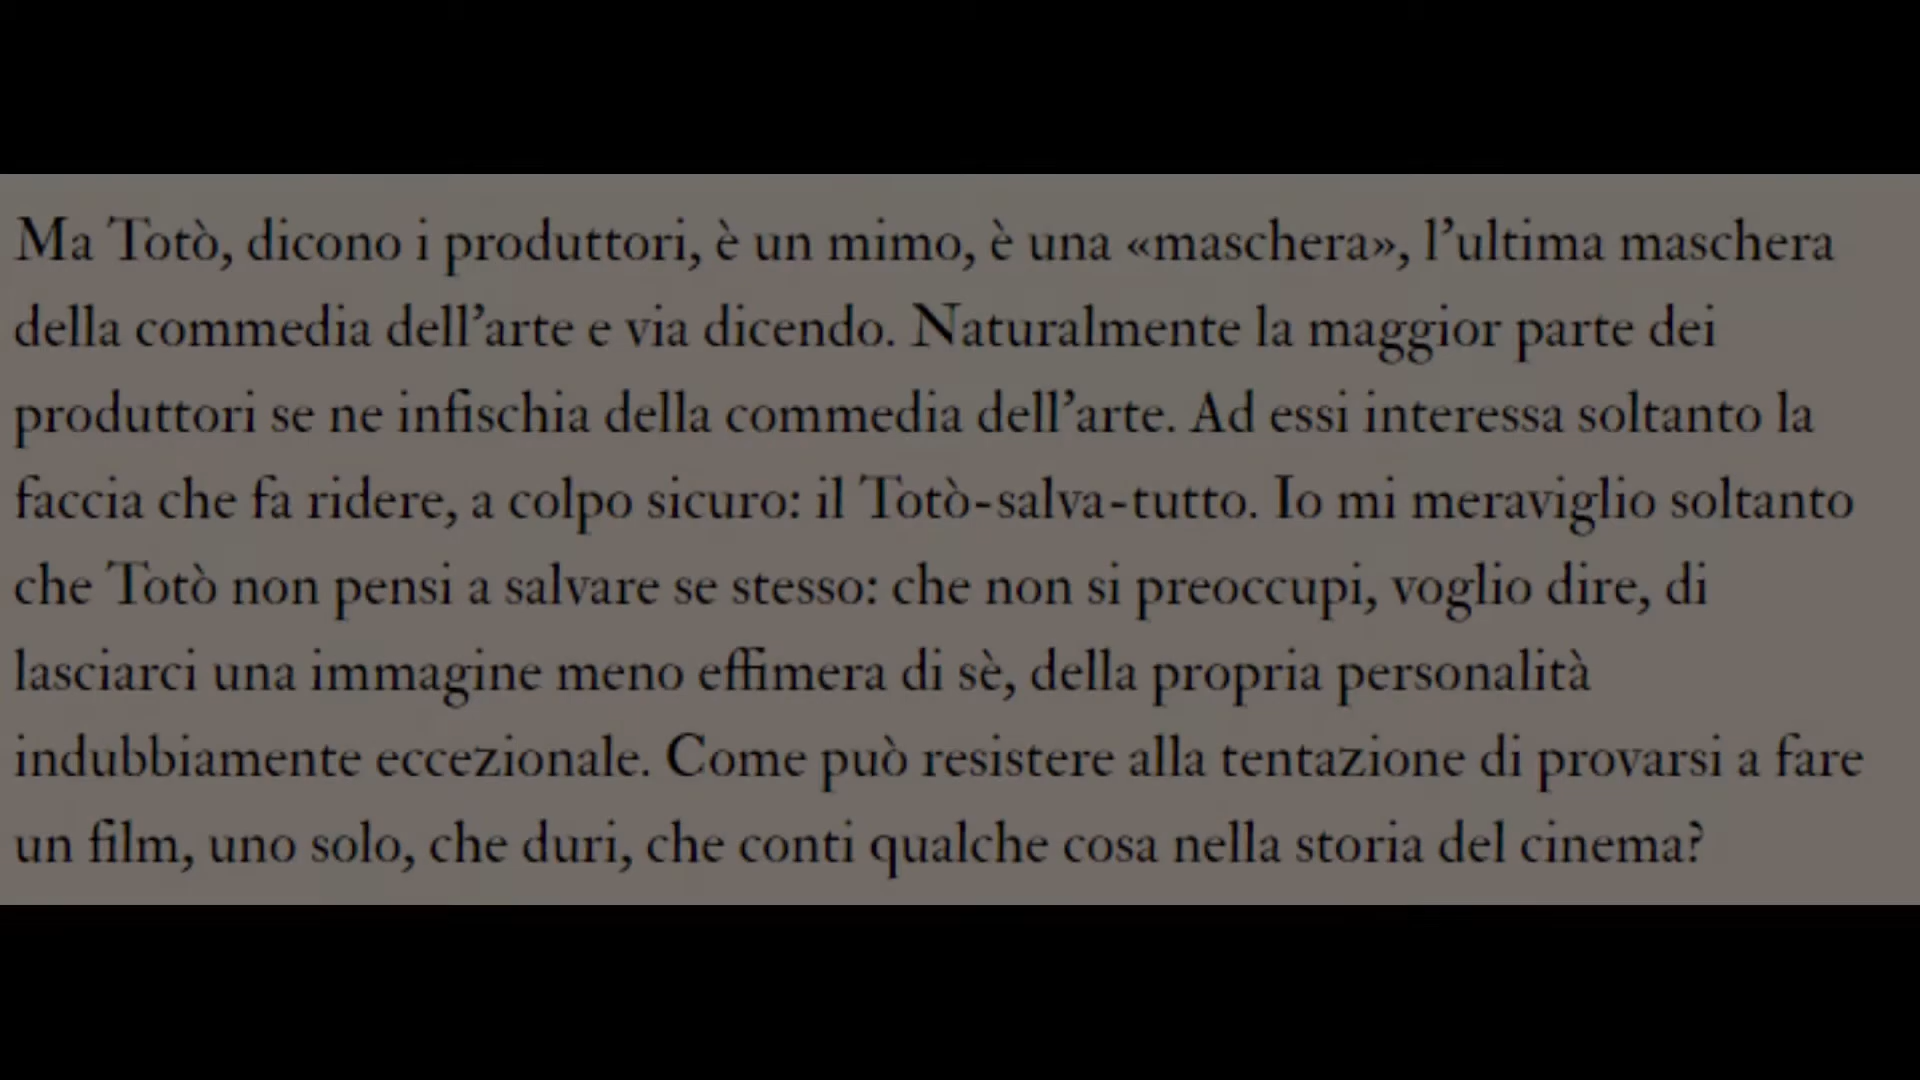 Ma Totò, dicono i produttori, è un mimo, è una «maschera», l’ultima maschera
della commedia dell’arte e via dicendo. Naturalmente la maggior parte dei
produttori se ne infischia della commedia dell’arte. Ad essi interessa soltanto la
faccia che fa ridere, a colpo sicuro: il Totò-salva-tutto. Io mi meraviglio soltanto
che Totò non pensi a salvare se stesso: che non si preoccupi, voglio dire, di
lasciarci una immagine meno effimera di sè, della propria personalità
indubbiamente eccezionale. Come può resistere alla tentazione di provarsi a fare
un film, uno solo, che duri, che conti qualche cosa nella storia del cinema?